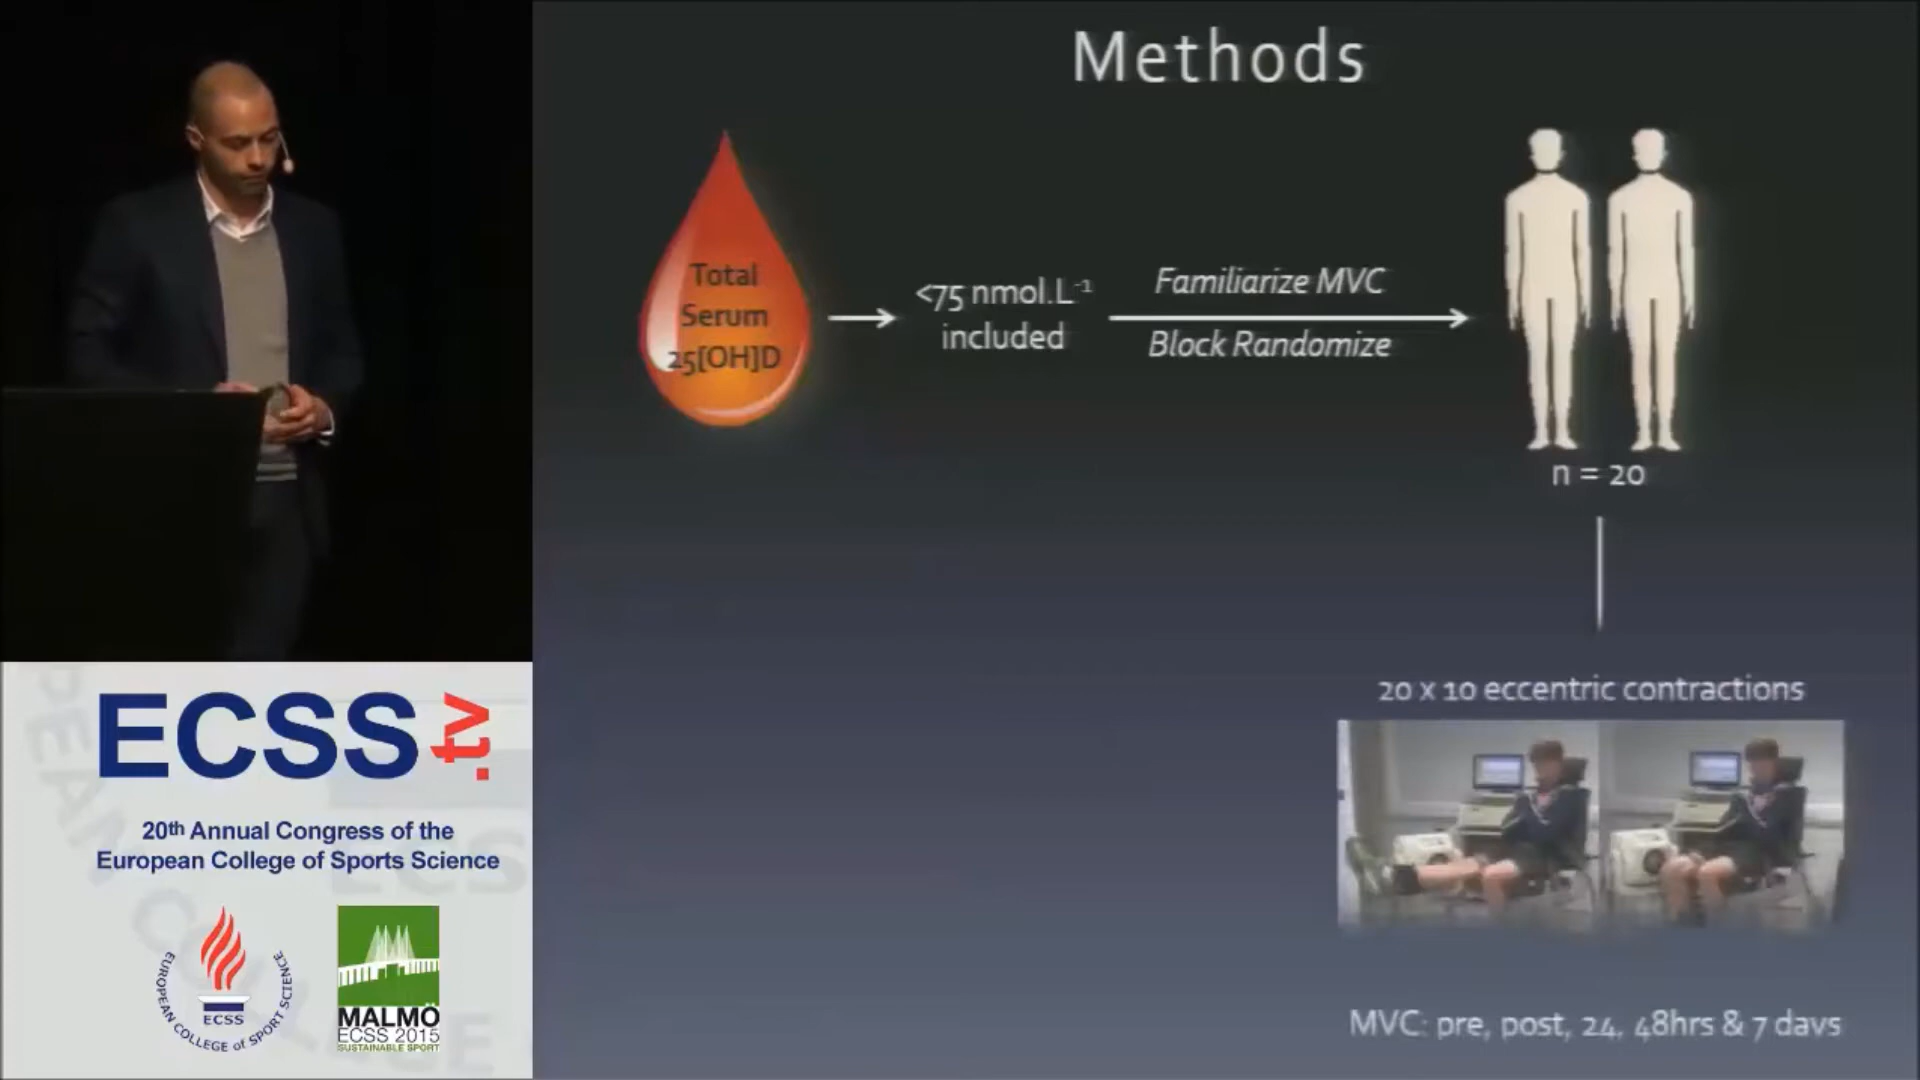 Methods
Total
Serum
25[OH]D
<75 nmol.L-1
included
Familiarize MVC
Block Randomize
n = 20
20 x 10 eccentric contractions
MVC: pre, post, 24, 48hrs & 7 days
ECSS.tv
20th Annual Congress of the
European College of Sports Science
EUROPEAN COLLEGE of SPORT SCIENCE
ECSS
MALMÖ
ECSS 2015
SUSTAINABLE SPORT